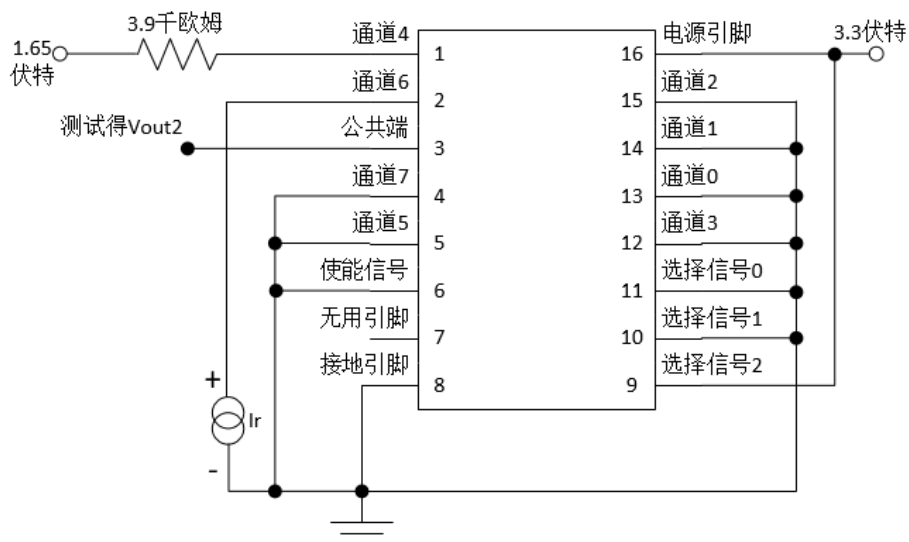 3.9千欧姆
1.65
伏特
通道4
1
16
电源引脚
3.3伏特
通道6
2
15
通道2
测试得Vout2
公共端
3
14
通道1
通道7
4
13
通道0
通道5
5
12
通道3
使能信号
6
11
选择信号0
无用引脚
7
10
选择信号1
接地引脚
8
9
选择信号2
+
Ir
-